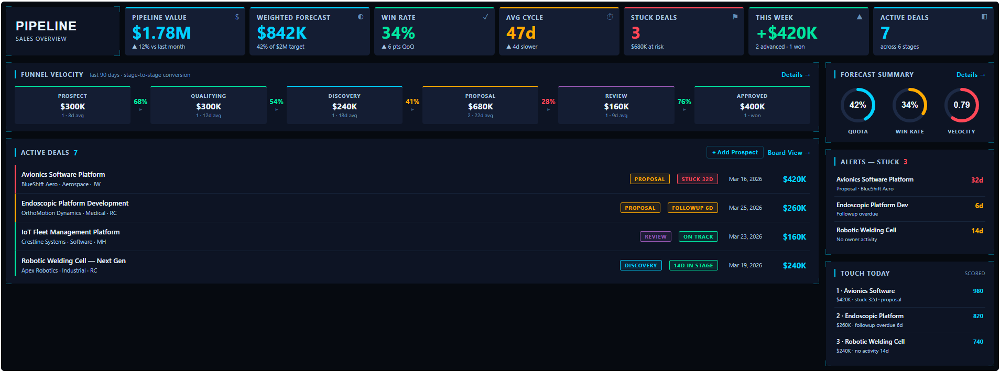 PIPELINE
SALES OVERVIEW
PIPELINE VALUE $
$1.78M
▲ 12% vs last month
WEIGHTED FORECAST
$842K
42% of $2M target
WIN RATE ✓
34%
▲ 6 pts QoQ
AVG CYCLE
47d
▲ 4d slower
STUCK DEALS
3
$680K at risk
THIS WEEK ▲
+$420K
2 advanced · 1 won
ACTIVE DEALS
7
across 6 stages
FUNNEL VELOCITY last 90 days · stage-to-stage conversion Details →
PROSPECT
$300K
1 · 8d avg
68%
QUALIFYING
$300K
1 · 12d avg
54%
DISCOVERY
$240K
1 · 18d avg
41%
PROPOSAL
$680K
2 · 22d avg
28%
REVIEW
$160K
1 · 9d avg
76%
APPROVED
$400K
1 · won
ACTIVE DEALS 7 + Add Prospect Board View →
Avionics Software Platform
BlueShift Aero · Aerospace · JW
PROPOSAL STUCK 32D Mar 16, 2026 $420K
Endoscopic Platform Development
OrthoMotion Dynamics · Medical · RC
PROPOSAL FOLLOWUP 6D Mar 25, 2026 $260K
IoT Fleet Management Platform
Crestline Systems · Software · MH
REVIEW ON TRACK Mar 23, 2026 $160K
Robotic Welding Cell — Next Gen
Apex Robotics · Industrial · RC
DISCOVERY 14D IN STAGE Mar 19, 2026 $240K
FORECAST SUMMARY Details →
42% 34% 0.79
QUOTA WIN RATE VELOCITY
ALERTS — STUCK 3
Avionics Software Platform 32d
Proposal · BlueShift Aero
Endoscopic Platform Dev 6d
Followup overdue
Robotic Welding Cell 14d
No owner activity
TOUCH TODAY SCORED
1 · Avionics Software 980
$420K · stuck 32d · proposal
2 · Endoscopic Platform 820
$260K · followup overdue 6d
3 · Robotic Welding Cell 740
$240K · no activity 14d